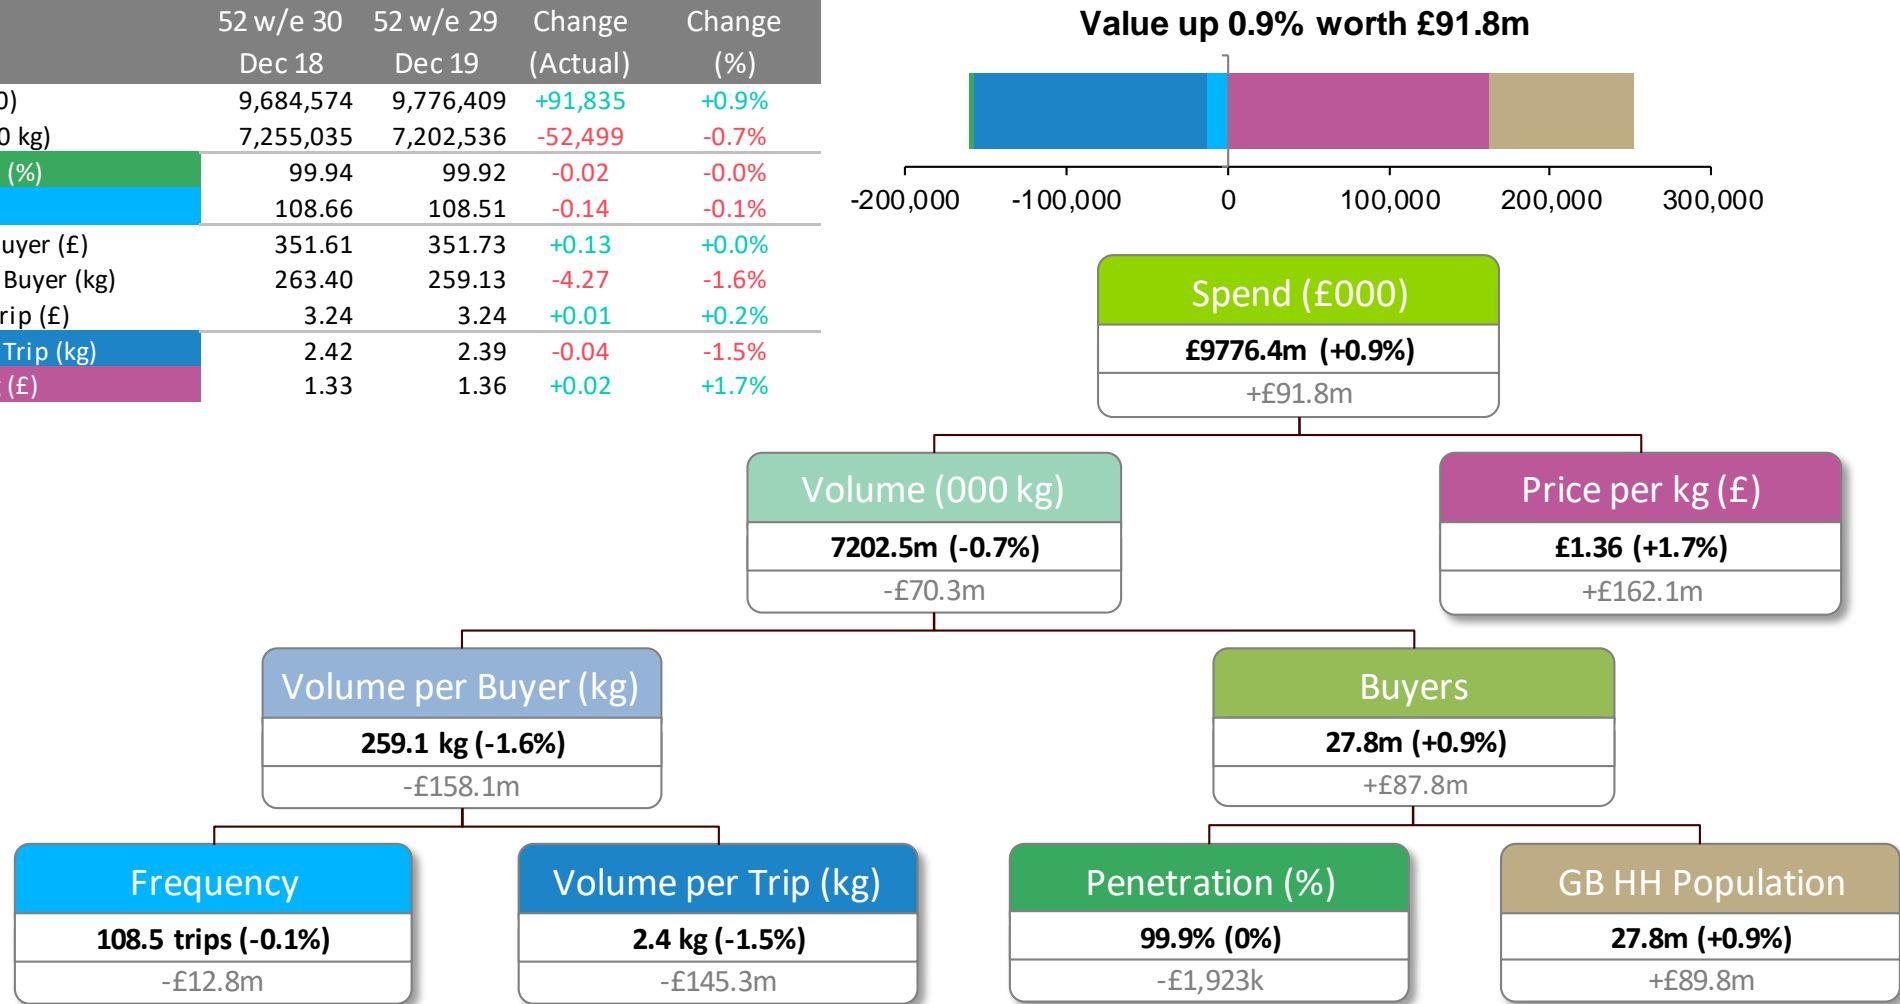 52 w/e 30 52 w/e 29 Change Change
Dec 18 Dec 19 (Actual) (%)
0) 9,684,574 9,776,409 +91,835 +0.9%
0 kg) 7,255,035 7,202,536 -52,499 -0.7%
(%) 99.94 99.92 -0.02 -0.0%
108.66 108.51 -0.14 -0.1%
uyer (£) 351.61 351.73 +0.13 +0.0%
Buyer (kg) 263.40 259.13 -4.27 -1.6%
rip (£) 3.24 3.24 +0.01 +0.2%
Trip (kg) 2.42 2.39 -0.04 -1.5%
(£) 1.33 1.36 +0.02 +1.7%
Value up 0.9% worth £91.8m
-200,000 -100,000 0 100,000 200,000 300,000
Spend (£000)
£9776.4m (+0.9%)
+£91.8m
Volume (000 kg)
7202.5m (-0.7%)
-£70.3m
Price per kg (£)
£1.36 (+1.7%)
+£162.1m
Volume per Buyer (kg)
259.1 kg (-1.6%)
-£158.1m
Buyers
27.8m (+0.9%)
+£87.8m
Frequency
108.5 trips (-0.1%)
-£12.8m
Volume per Trip (kg)
2.4 kg (-1.5%)
-£145.3m
Penetration (%)
99.9% (0%)
-£1,923k
GB HH Population
27.8m (+0.9%)
+£89.8m